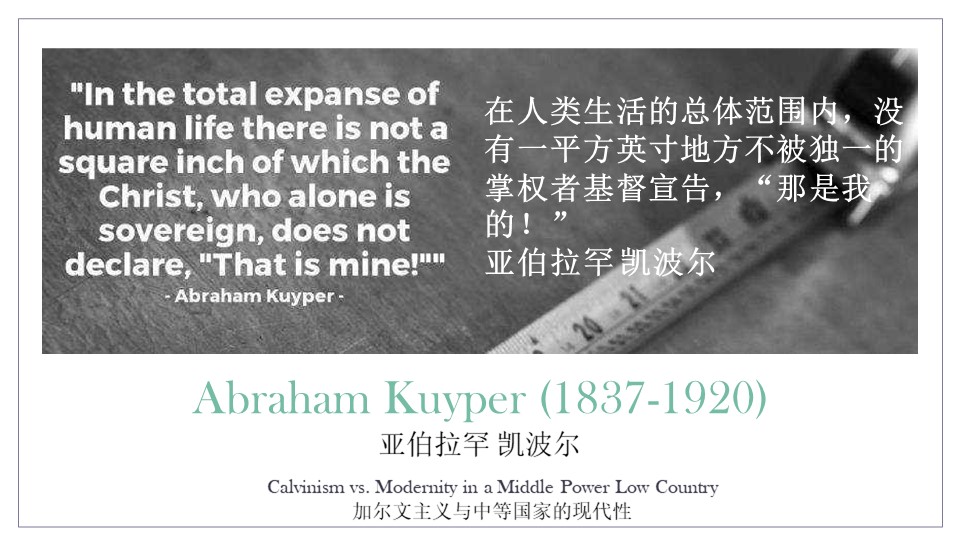 "In the total expanse of
human life there is not a
square inch of which the
Christ, who alone is
sovereign, does not
declare, "That is mine!""
- Abraham Kuyper -
在人类生活的总体范围内，没
有一平方英寸地方不被独一的
掌权者基督宣告，“那是我
的！”
亚伯拉罕凯波尔
20
21
Abraham Kuyper (1837-1920)
亚伯拉罕 凯波尔
Calvinism vs. Modernity in a Middle Power Low Country
加尔文主义与中等国家的现代性